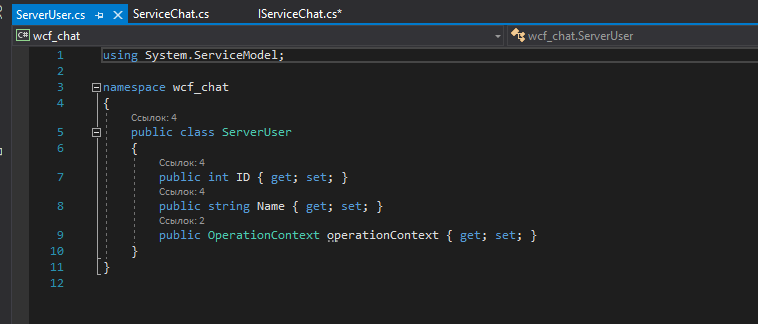 ServerUser.cs
ServiceChat.cs
IServiceChat.cs*
C# wcf_chat
wcf_chat.ServerUser
1 using System.ServiceModel;
2
3 namespace wcf_chat
4 {
Ссылок: 4
5 public class ServerUser
6 {
Ссылок: 4
7 public int ID { get; set; }
Ссылок: 4
8 public string Name { get; set; }
Ссылок: 2
9 public OperationContext operationContext { get; set; }
10 }
11 }
12